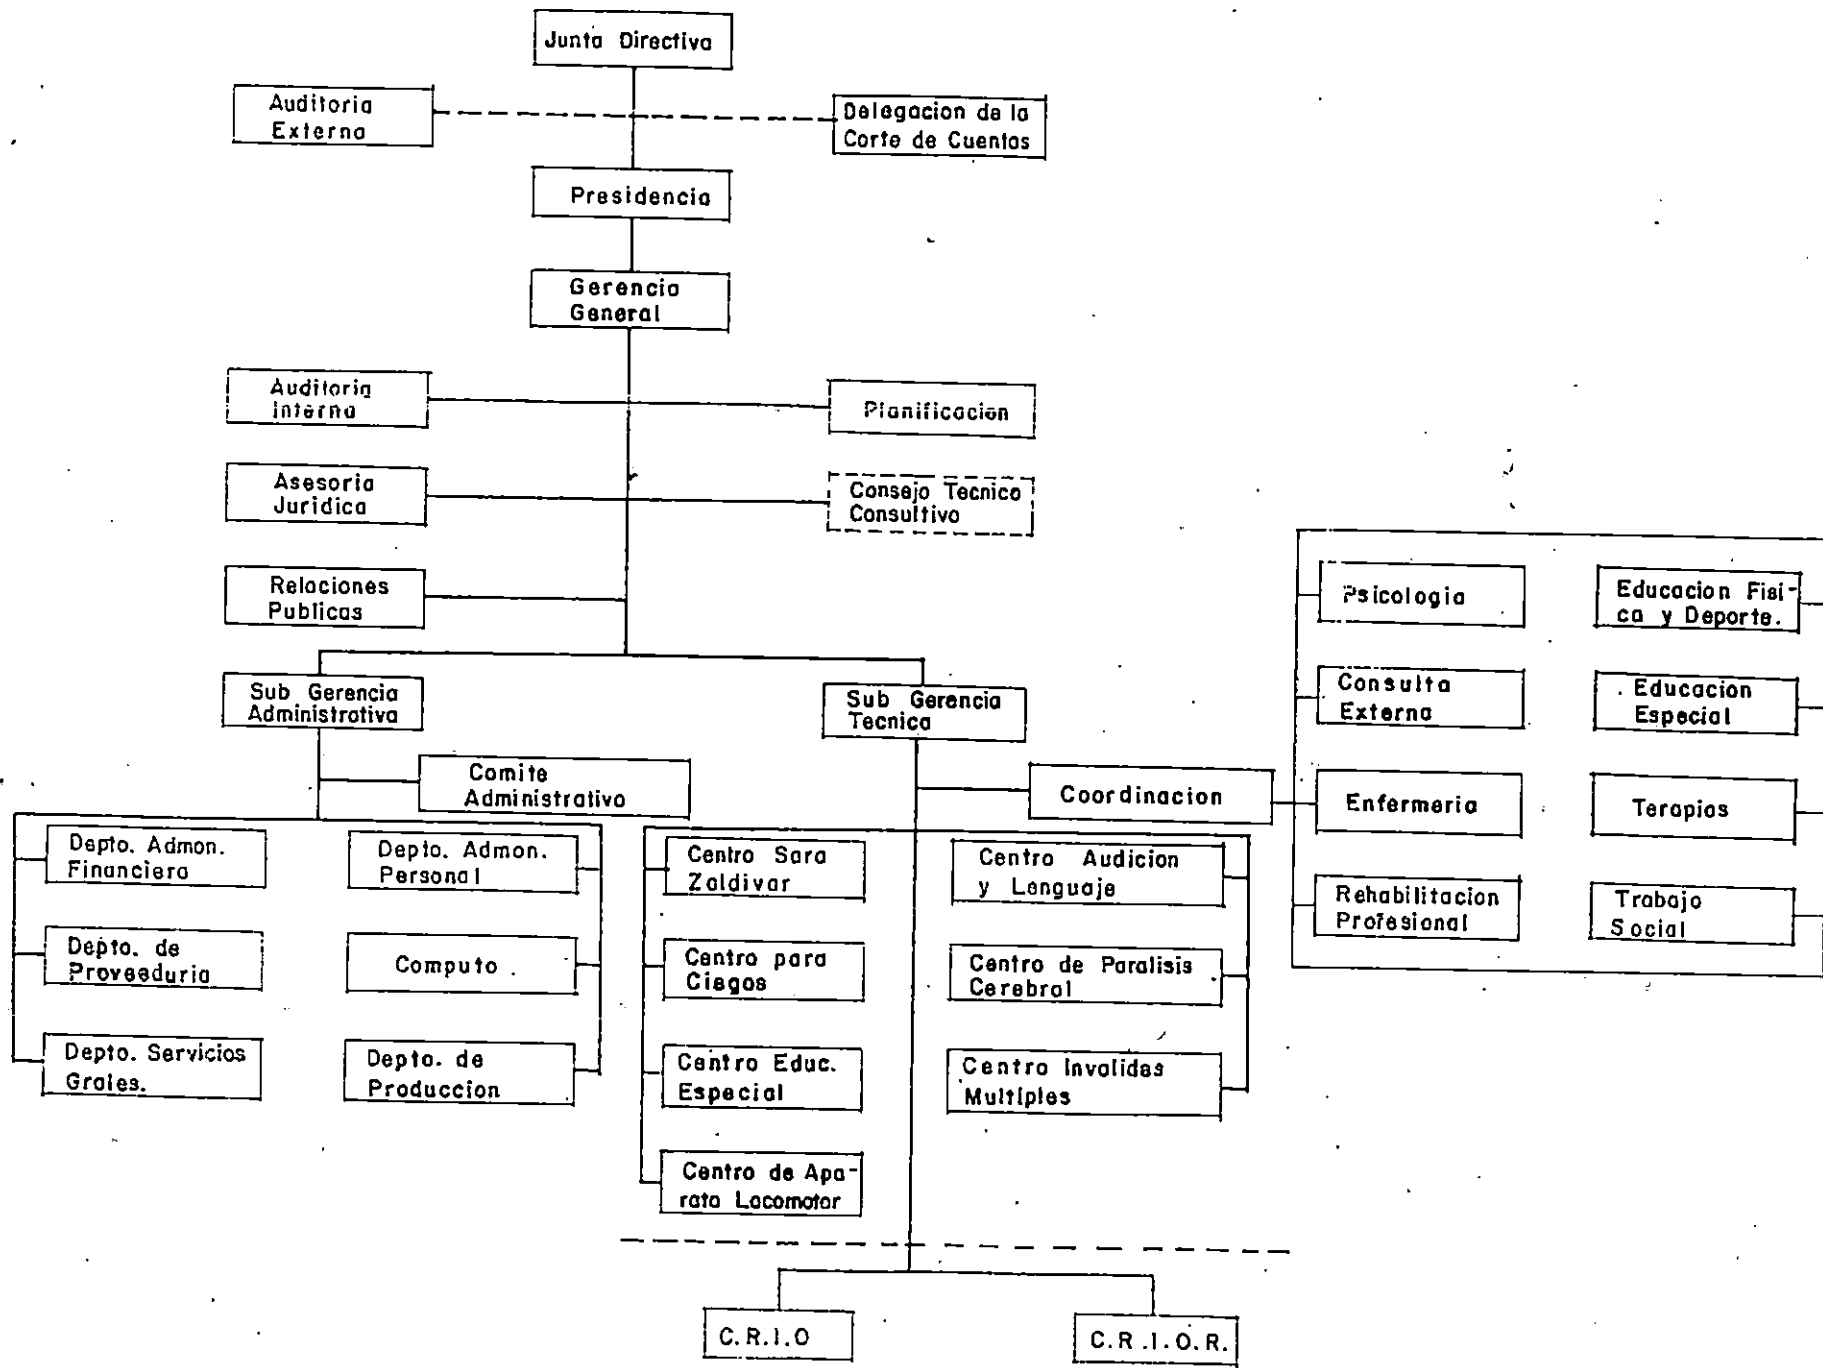 Junta Directiva
Auditoria
Externa
Delegacion de la
Corte de Cuentas
Presidencia
Gerencia
General
Auditoria
Interna
Planificacion
Asesoria
Juridica
Consejo Tecnico
Consultivo
Relaciones
Publicas
Sub Gerencia
Administrativa
Sub Gerencia
Tecnica
Comite
Administrativo
Coordinacion
Psicologia
Educacion Fisi-
ca y Deporte.
Consulta
Externa
Educacion
Especial
Enfermeria
Terapias
Rehabilitacion
Profesional
Trabajo
Social
Depto. Admon.
Financiera
Depto. Admon.
Personal
Depto. de
Proveeduria
Computo
Depto. Servicios
Grales.
Depto. de
Produccion
Centro Sara
Zaldivar
Centro Audicion
y Lenguaje
Centro para
Ciegos
Centro de Paralisis
Cerebral
Centro Educ.
Especial
Centro Invalidas
Multiples
Centro de Apa-
rato Locomotor
C.R.I.O
C.R.I.O.R.